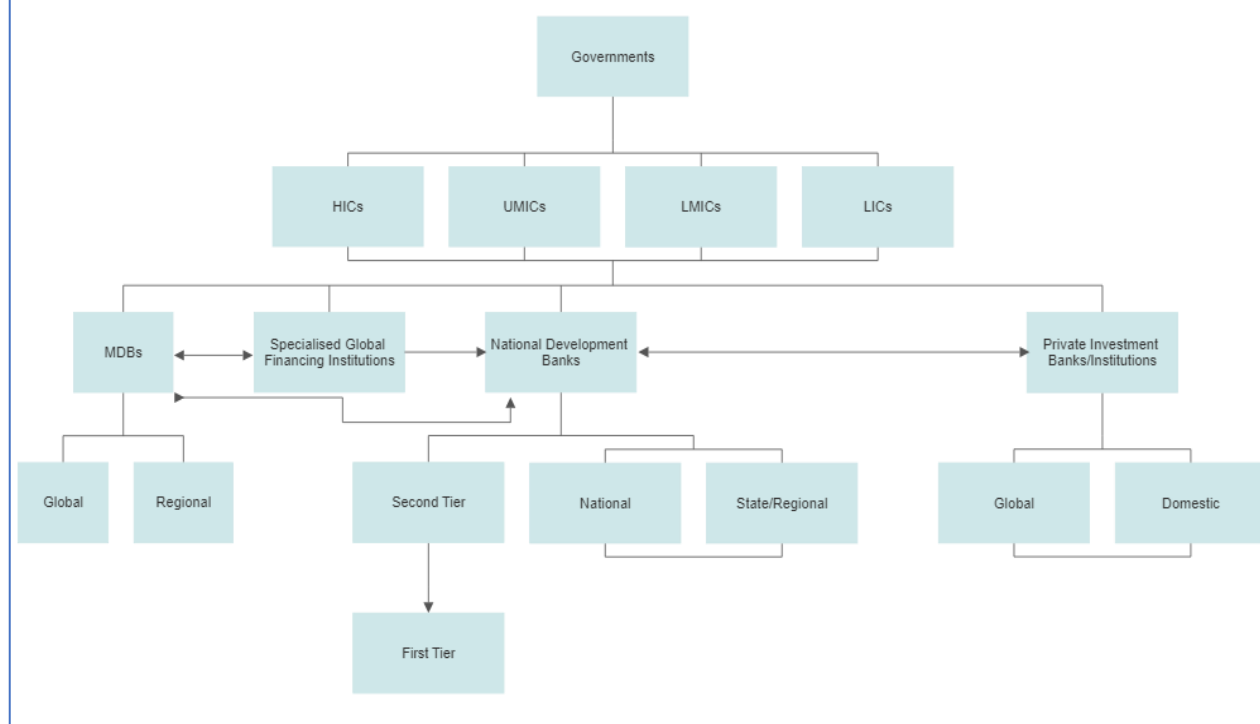 Governments
HICs
UMICs
LMICs
LICs
MDBs
Specialised Global
Financing Institutions
National Development
Banks
Private Investment
Banks/Institutions
Global
Regional
Second Tier
National
State/Regional
Global
Domestic
First Tier